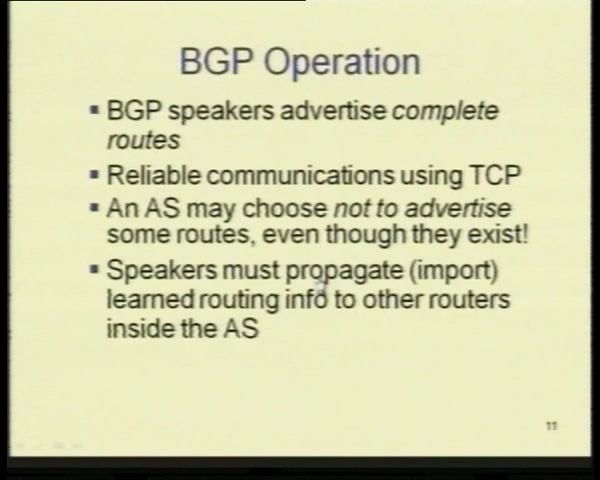 BGP Operation
▪ BGP speakers advertise complete
routes
▪ Reliable communications using TCP
▪ An AS may choose not to advertise
some routes, even though they exist!
▪ Speakers must propagate (import)
learned routing info to other routers
inside the AS
11